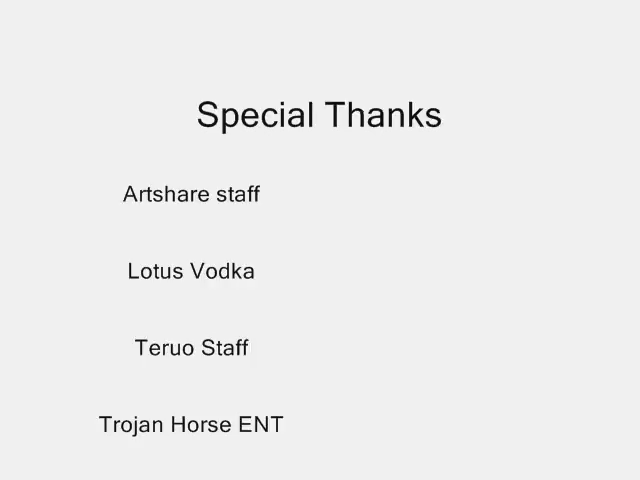 Special Thanks
Artshare staff
Lotus Vodka
Teruo Staff
Trojan Horse ENT